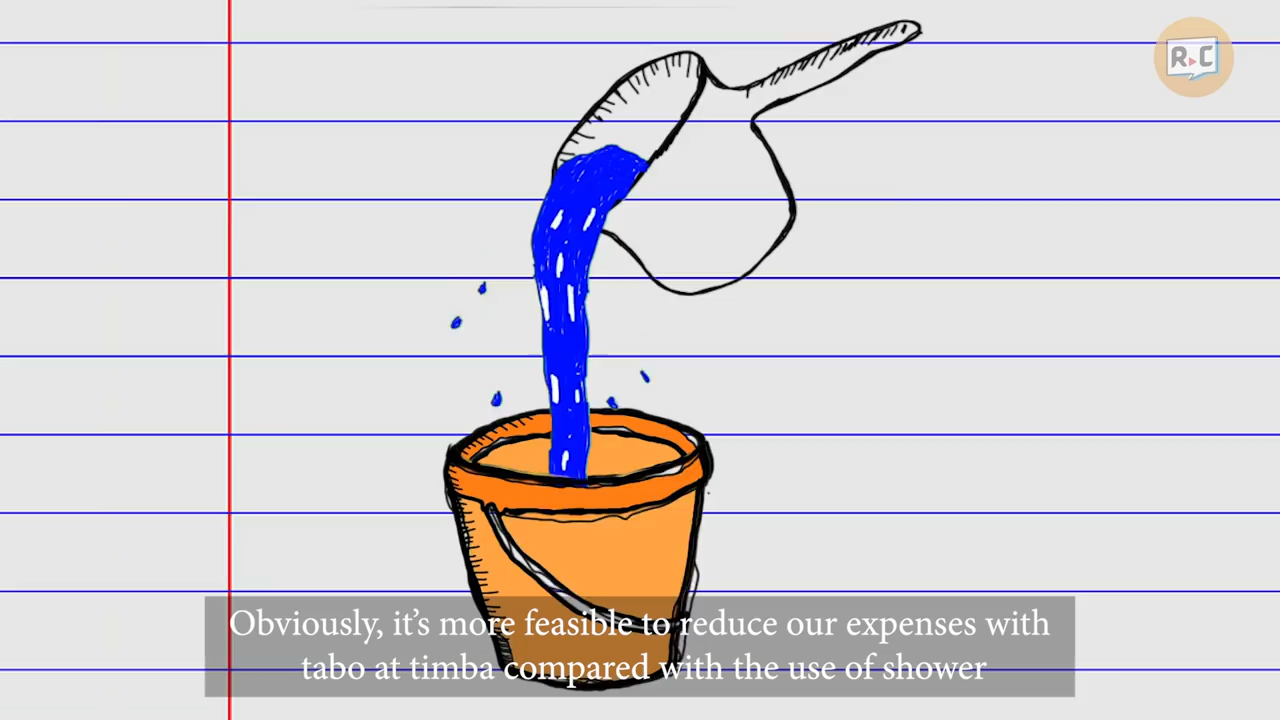 R C
Obviously, it's more feasible to reduce our expenses with
tabo at timba compared with the use of shower